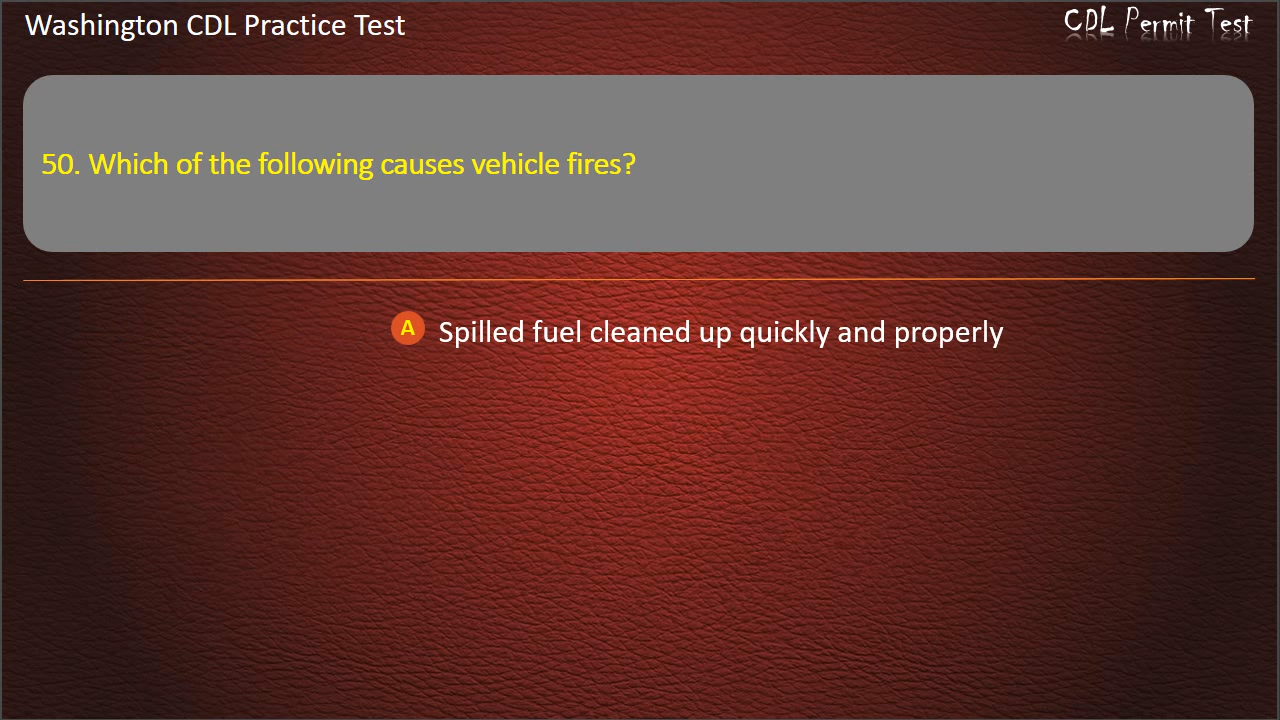 Washington CDL Practice Test
CDL Permit Test
50. Which of the following causes vehicle fires?
A Spilled fuel cleaned up quickly and properly